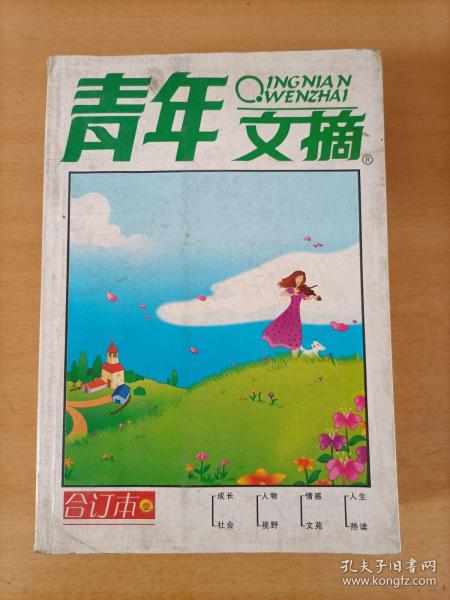 青年
QINGNIAN
WENZHAI
文摘®
合订本
成长 人物 情感 人生
社会 视野 文苑 热读
孔夫子旧书网
www.kongfz.com